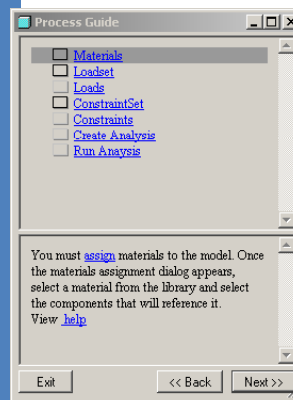 Process Guide
Materials
Loadset
Loads
ConstraintSet
Constraints
Create Analysis
Run Anaysis
You must assign materials to the model. Once
the materials assignment dialog appears,
select a material from the library and select
the components that will reference it.
View help
Exit
<< Back
Next >>